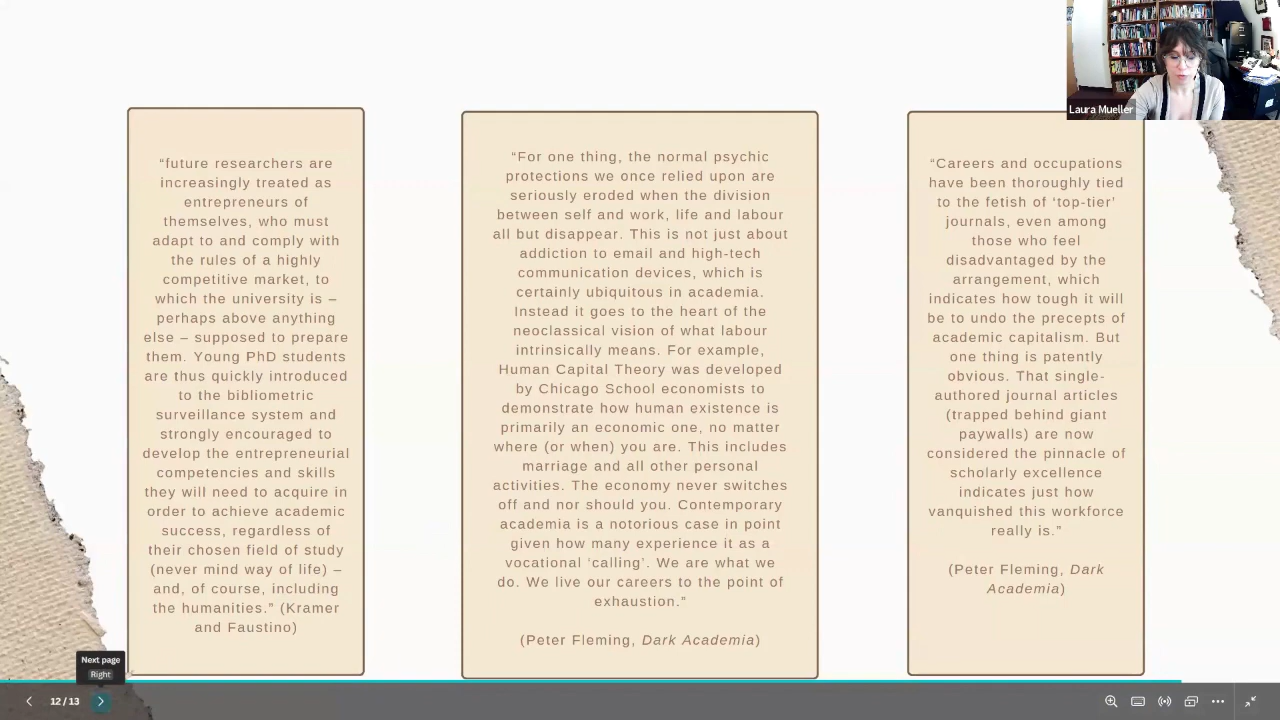 Laura Mueller
“future researchers are
increasingly treated as
entrepreneurs of
themselves, who must
adapt to and comply with
the rules of a highly
competitive market, to
which the university is –
perhaps above anything
else – supposed to prepare
them. Young PhD students
are thus quickly introduced
to the bibliometric
surveillance system and
strongly encouraged to
develop the entrepreneurial
competencies and skills
they will need to acquire in
order to achieve academic
success, regardless of
their chosen field of study
(never mind way of life) –
and, of course, including
the humanities.” (Kramer
and Faustino)
“For one thing, the normal psychic
protections we once relied upon are
seriously eroded when the division
between self and work, life and labour
all but disappear. This is not just about
addiction to email and high-tech
communication devices, which is
certainly ubiquitous in academia.
Instead it goes to the heart of the
neoclassical vision of what labour
intrinsically means. For example,
Human Capital Theory was developed
by Chicago School economists to
demonstrate how human existence is
primarily an economic one, no matter
where (or when) you are. This includes
marriage and all other personal
activities. The economy never switches
off and nor should you. Contemporary
academia is a notorious case in point
given how many experience it as a
vocational ‘calling’. We are what we
do. We live our careers to the point of
exhaustion.”
(Peter Fleming, Dark Academia)
“Careers and occupations
have been thoroughly tied
to the fetish of ‘top-tier’
journals, even among
those who feel
disadvantaged by the
arrangement, which
indicates how tough it will
be to undo the precepts of
academic capitalism. But
one thing is patently
obvious. That single-
authored journal articles
(trapped behind giant
paywalls) are now
considered the pinnacle of
scholarly excellence
indicates just how
vanquished this workforce
really is.”
(Peter Fleming, Dark
Academia)
Next page
Right
12 / 13